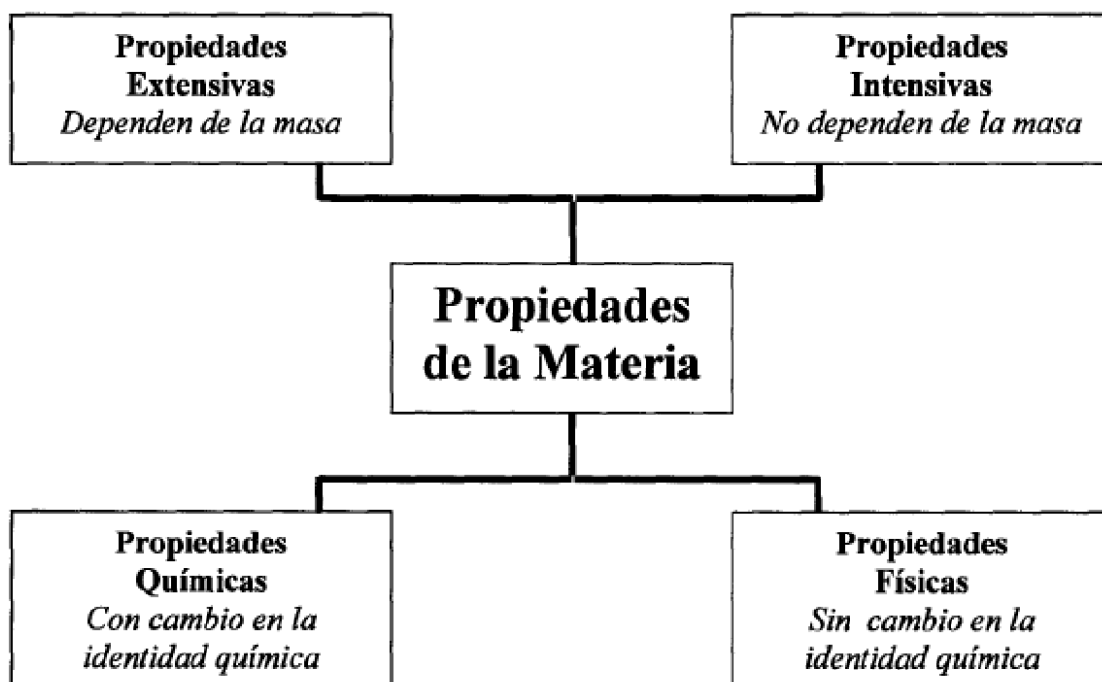 Propiedades
Extensivas
Dependen de la masa
Propiedades
Intensivas
No dependen de la masa
Propiedades
de la Materia
Propiedades
Químicas
Con cambio en la
identidad química
Propiedades
Físicas
Sin cambio en la
identidad química